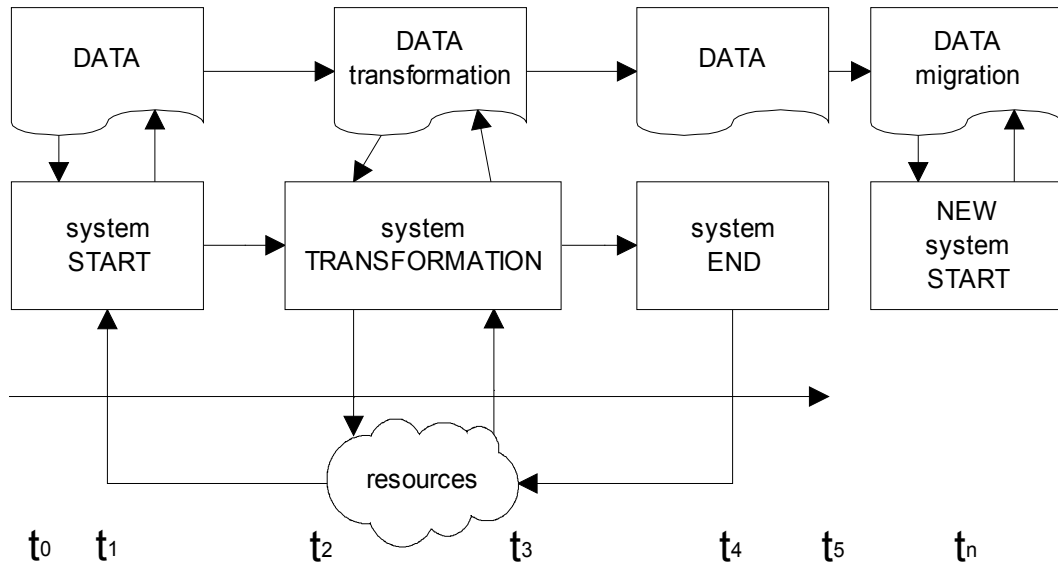 DATA
DATA
transformation
DATA
DATA
migration
system
START
system
TRANSFORMATION
system
END
NEW
system
START
resources
t0 t1 t2 t3 t4 t5 tn